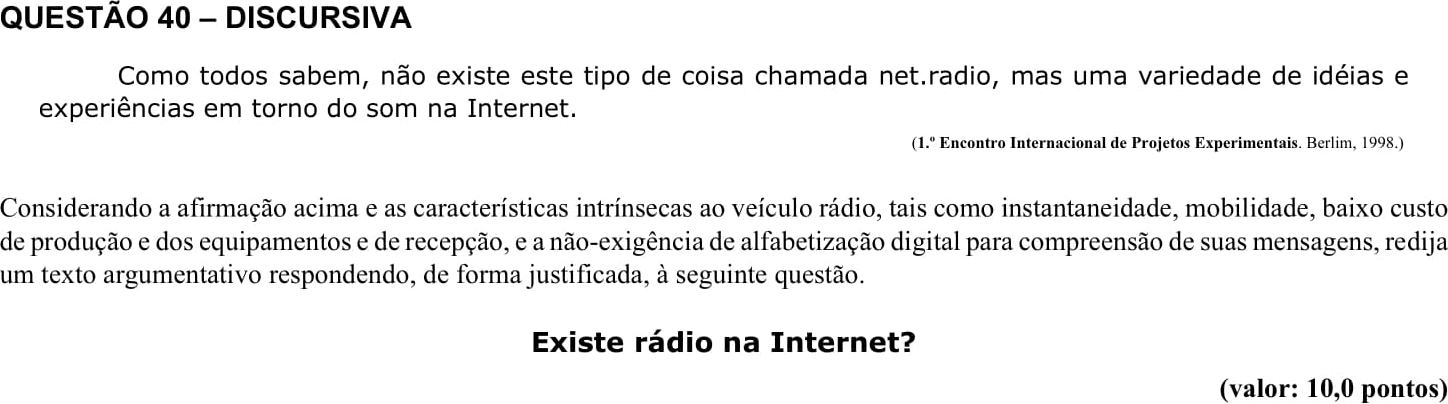 QUESTÃO 40 – DISCURSIVA
Como todos sabem, não existe este tipo de coisa chamada net.radio, mas uma variedade de idéias e
experiências em torno do som na Internet.
(1.º Encontro Internacional de Projetos Experimentais. Berlim, 1998.)
Considerando a afirmação acima e as características intrínsecas ao veículo rádio, tais como instantaneidade, mobilidade, baixo custo
de produção e dos equipamentos e de recepção, e a não-exigência de alfabetização digital para compreensão de suas mensagens, redija
um texto argumentativo respondendo, de forma justificada, à seguinte questão.
Existe rádio na Internet?
(valor: 10,0 pontos)